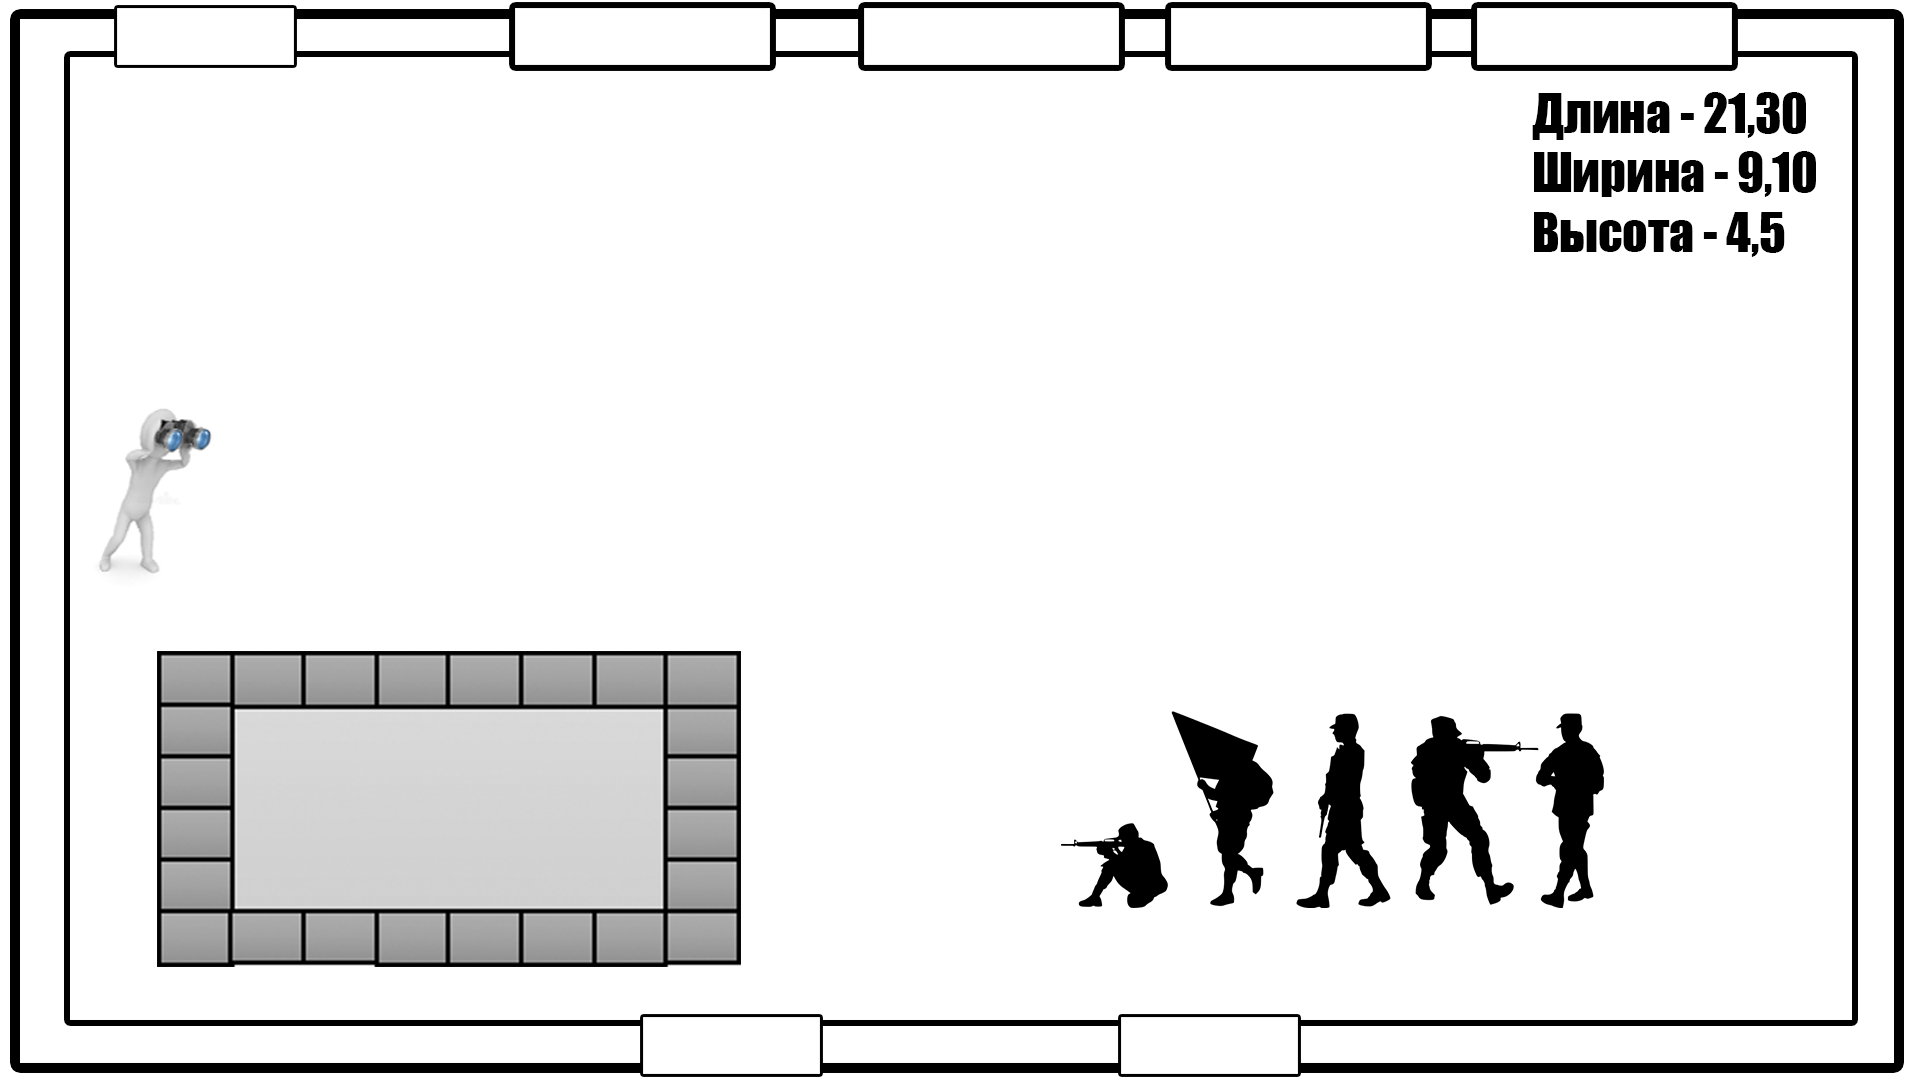 Длина - 21,30
Ширина - 9,10
Высота - 4,5